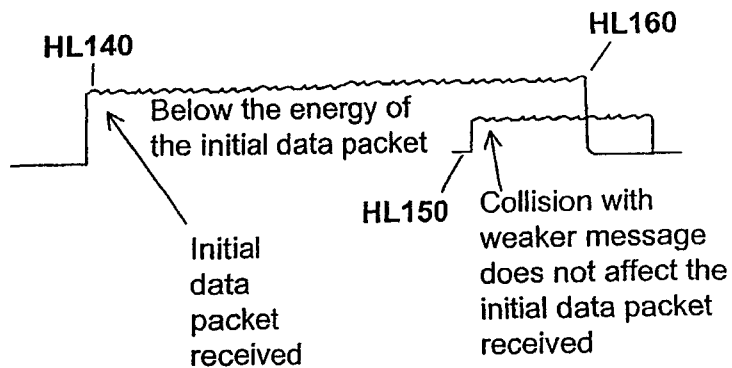 HL140
HL160
Below the energy of
the initial data packet
HL150
Initial
data
packet
received
Collision with
weaker message
does not affect the
initial data packet
received